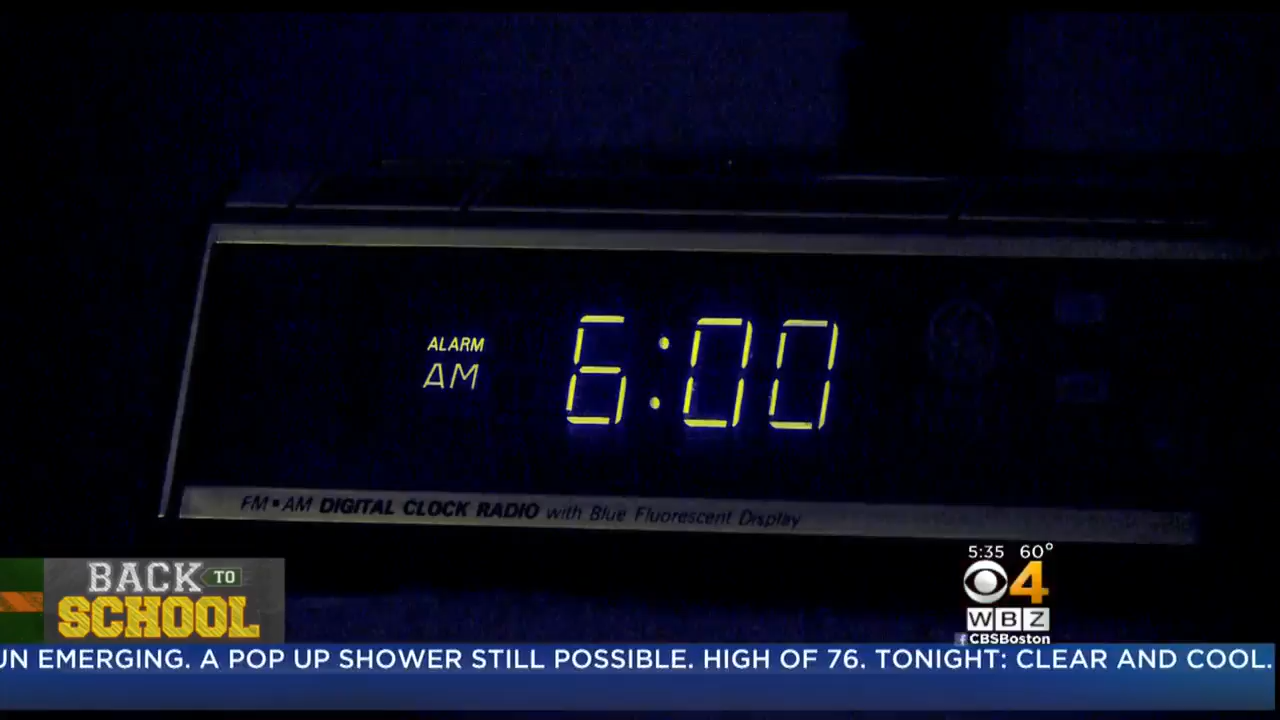 ALARM
AM
6:00
FM•AM DIGITAL CLOCK RADIO with Blue Fluorescent Display
BACK TO
SCHOOL
5:35 60°
4
WBZ
CBSBoston
UN EMERGING. A POP UP SHOWER STILL POSSIBLE. HIGH OF 76. TONIGHT: CLEAR AND COOL.